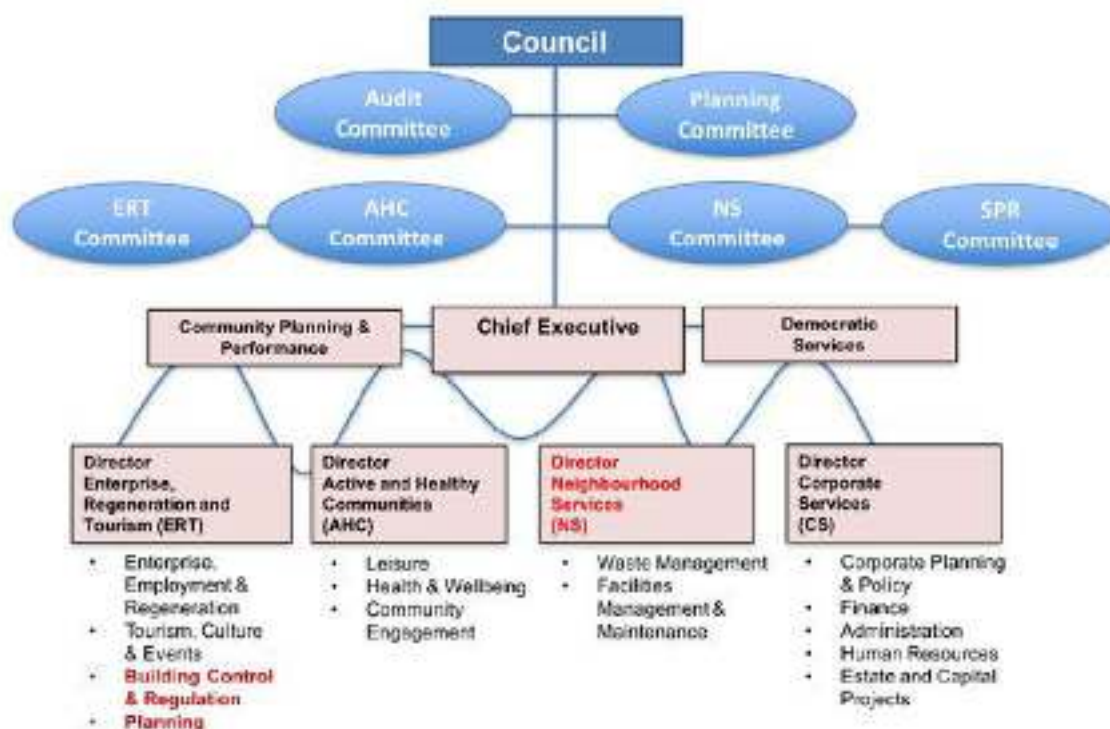 Council
Audit
Committee
Planning
Committee
ERT
Committee
AHC
Committee
NS
Committee
SPR
Committee
Community Planning &
Performance
Chief Executive
Democratic
Services
Director
Enterprise,
Regeneration and
Tourism (ERT)
Director
Active and Healthy
Communities
(AHC)
Director
Neighbourhood
Services
(NS)
Director
Corporate
Services
(CS)
• Enterprise,
Employment &
Regeneration
• Tourism, Culture
& Events
• Building Control
& Regulation
• Planning
• Leisure
• Health & Wellbeing
• Community
Engagement
• Waste Management
• Facilities
Management &
Maintenance
• Corporate Planning
& Policy
• Finance
• Administration
• Human Resources
• Estate and Capital
Projects